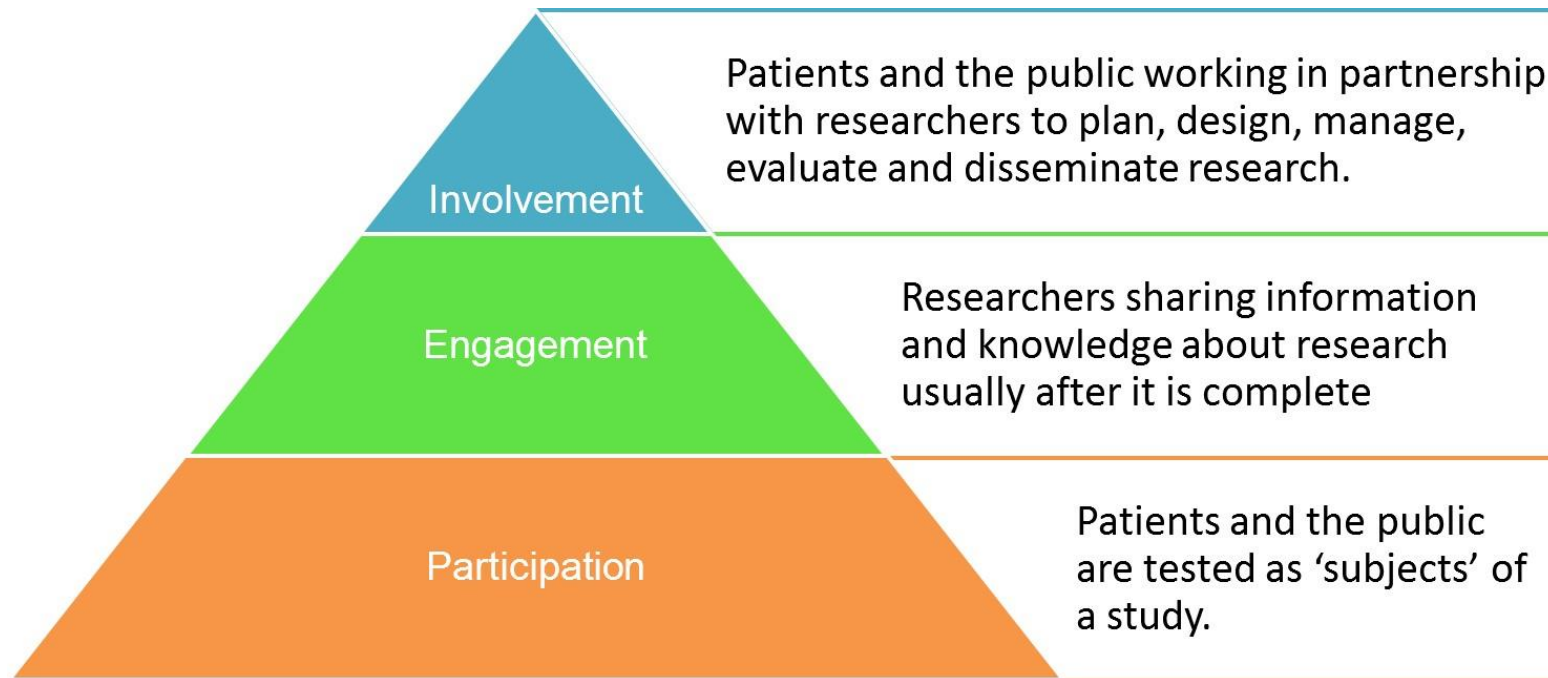 Involvement
Patients and the public working in partnership
with researchers to plan, design, manage,
evaluate and disseminate research.
Engagement
Researchers sharing information
and knowledge about research
usually after it is complete
Participation
Patients and the public
are tested as ‘subjects’ of
a study.